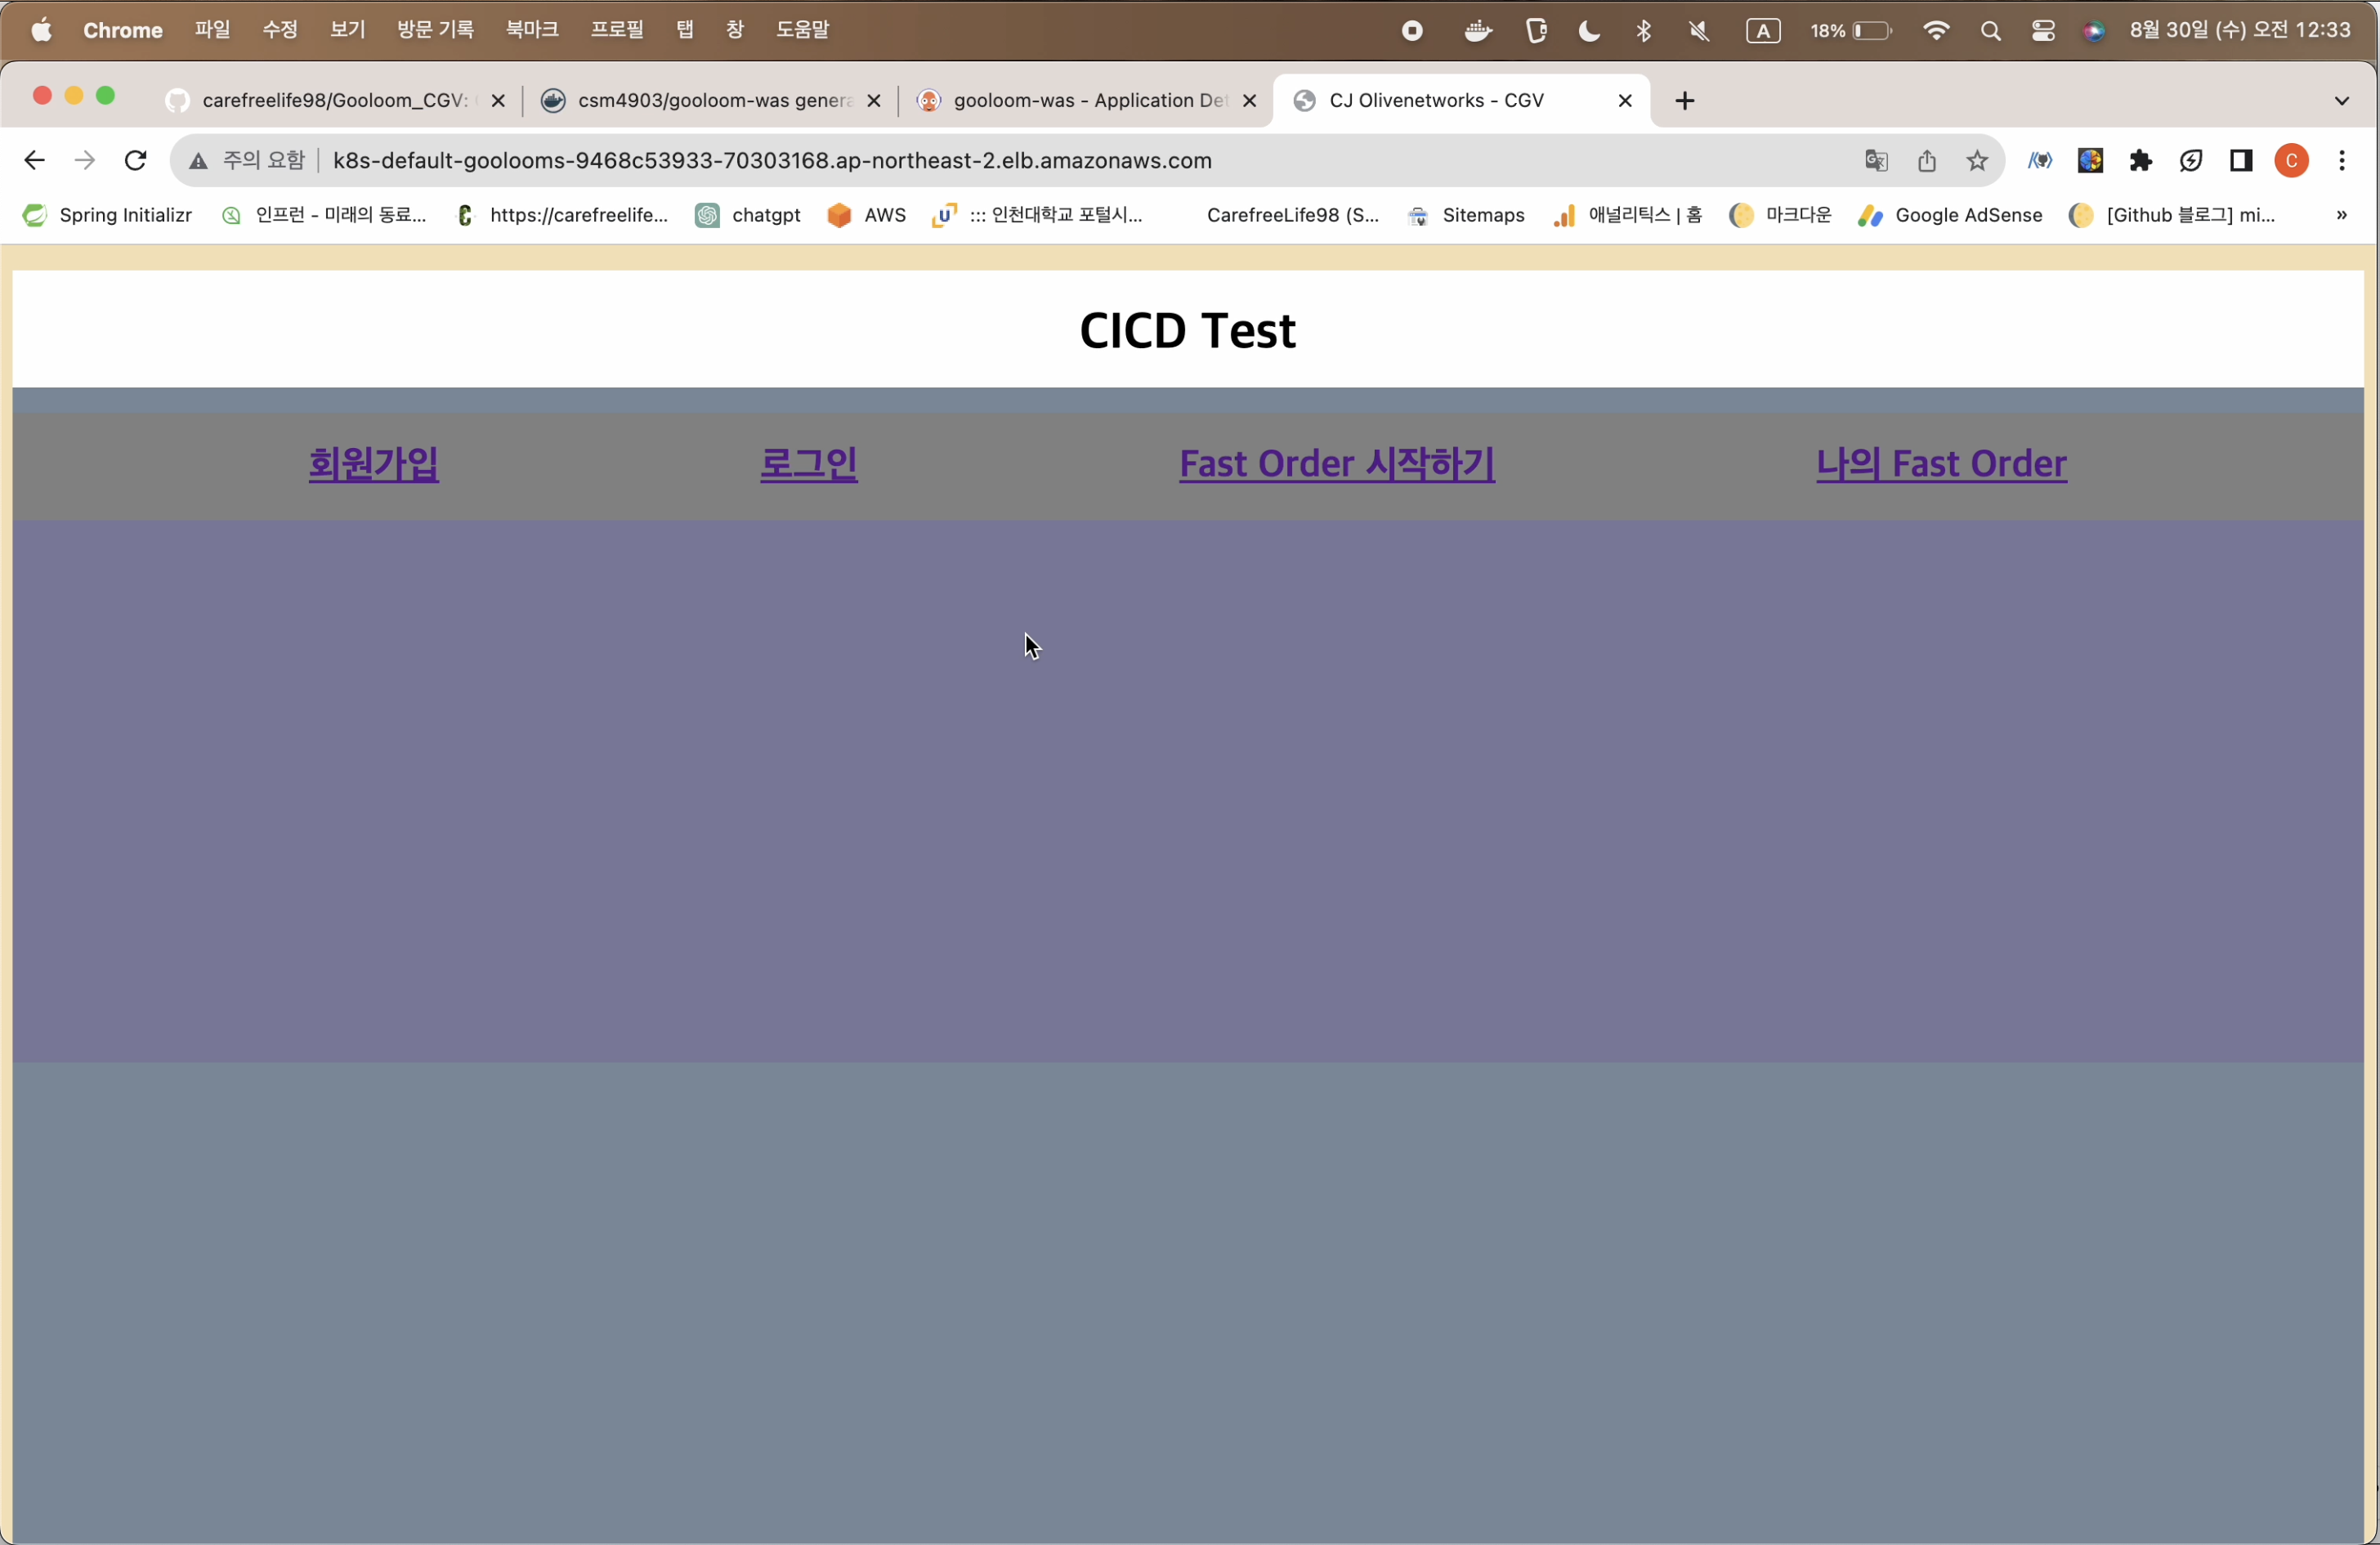 Chrome 파일 수정 보기 방문 기록 북마크 프로필 탭 창 도움말 A 18% 8월 30일 (수) 오전 12:33
carefreelife98/Gooloom_CGV: csm4903/gooloom-was genera gooloom-was - Application Det CJ Olivenetworks - CGV
주의 요함 k8s-default-goolooms-9468c53933-70303168.ap-northeast-2.elb.amazonaws.com C
Spring Initializr 인프런 - 미래의 동료... https://carefreelife... chatgpt AWS ::: 인천대학교 포털시... CarefreeLife98 (S... Sitemaps 애널리틱스 | 홈 마크다운 Google AdSense [Github 블로그] mi... »
CICD Test
회원가입 로그인 Fast Order 시작하기 나의 Fast Order